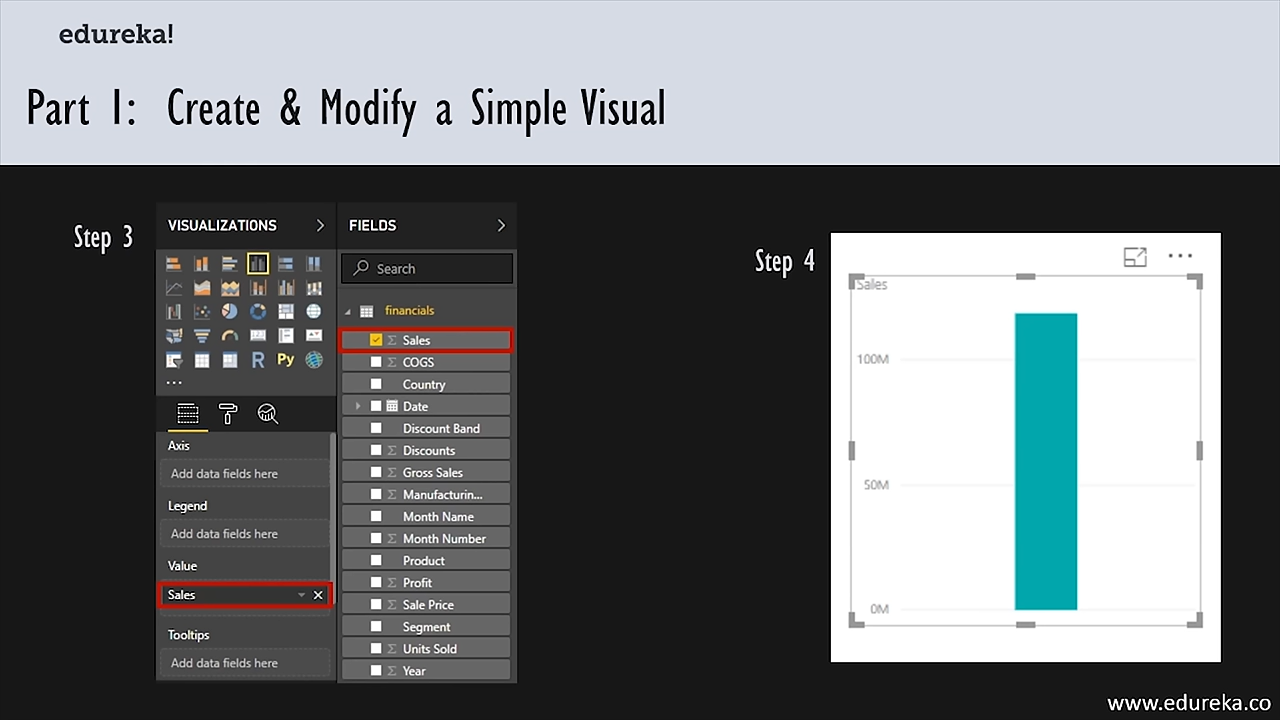 edureka!
Part 1: Create & Modify a Simple Visual
Step 3
VISUALIZATIONS
R
Py
Axis
Add data fields here
Legend
Add data fields here
Value
Sales
Tooltips
Add data fields here
FIELDS
Search
financials
Σ Sales
Σ COGS
Country
Date
Discount Band
Σ Discounts
Σ Gross Sales
Σ Manufacturin...
Month Name
Σ Month Number
Product
Σ Profit
Σ Sale Price
Segment
Σ Units Sold
Σ Year
Step 4
Sales
100M
50M
0M
www.edureka.co